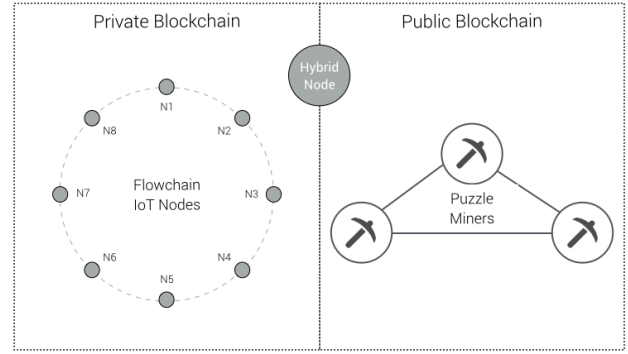 Private Blockchain
Public Blockchain
Hybrid
Node
N1
N2
N3
N4
N5
N6
N7
N8
Flowchain
IoT Nodes
Puzzle
Miners